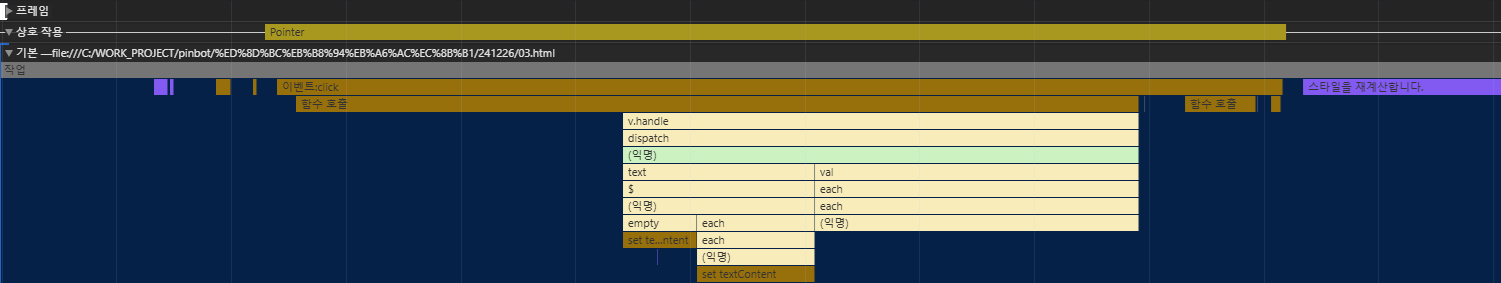 프레임
상호 작용 Pointer
기본 —file:///C:/WORK_PROJECT/pinbot/%ED%8D%BC%EB%B8%94%EB%A6%AC%EC%8B%B1/241226/03.html
작업
이벤트:click 스타일을 재계산합니다.
함수 호출 함수 호출
v.handle
dispatch
(익명)
text val
$ each
(익명) each
empty each (익명)
set te...ntent each
(익명)
set textContent